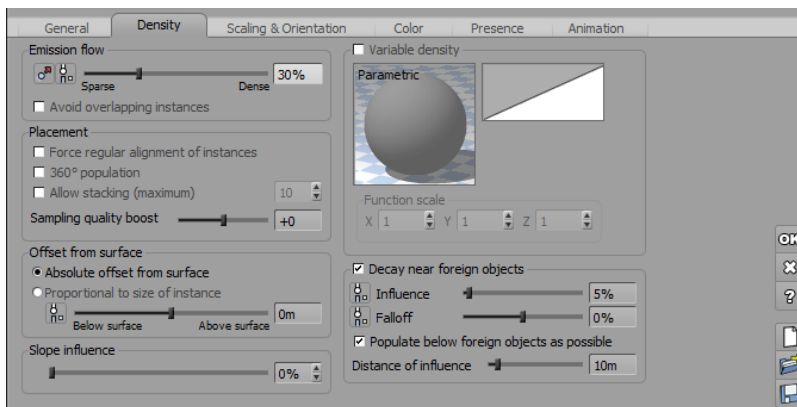 General
Density
Scaling & Orientation
Color
Presence
Animation
Emission flow
30%
Sparse
Dense
Avoid overlapping instances
Placement
Force regular alignment of instances
360° population
Allow stacking (maximum)
10
Sampling quality boost
+0
Offset from surface
Absolute offset from surface
Proportional to size of instance
0m
Below surface
Above surface
Slope influence
0%
Variable density
Parametric
Function scale
X 1
Y 1
Z 1
Decay near foreign objects
Influence
5%
Falloff
0%
Populate below foreign objects as possible
Distance of influence
10m
OK
?